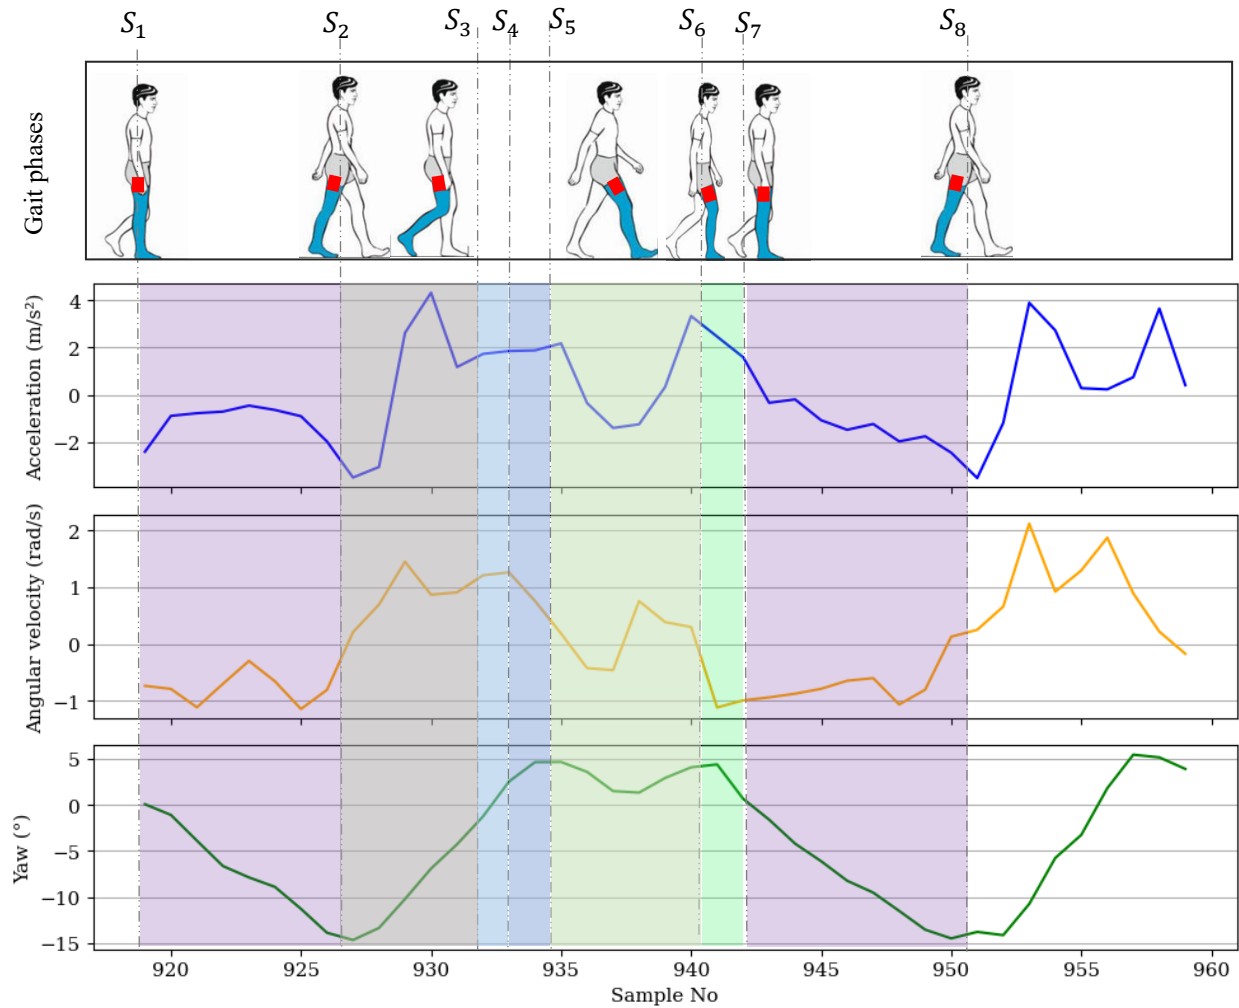 S1 S2 S3 S4 S5 S6 S7 S8
Gait phases
Acceleration (m/s²)
4
2
0
−2
Angular velocity (rad/s)
2
1
0
−1
Yaw (°)
5
0
−5
−10
−15
920 925 930 935 940 945 950 955 960
Sample No